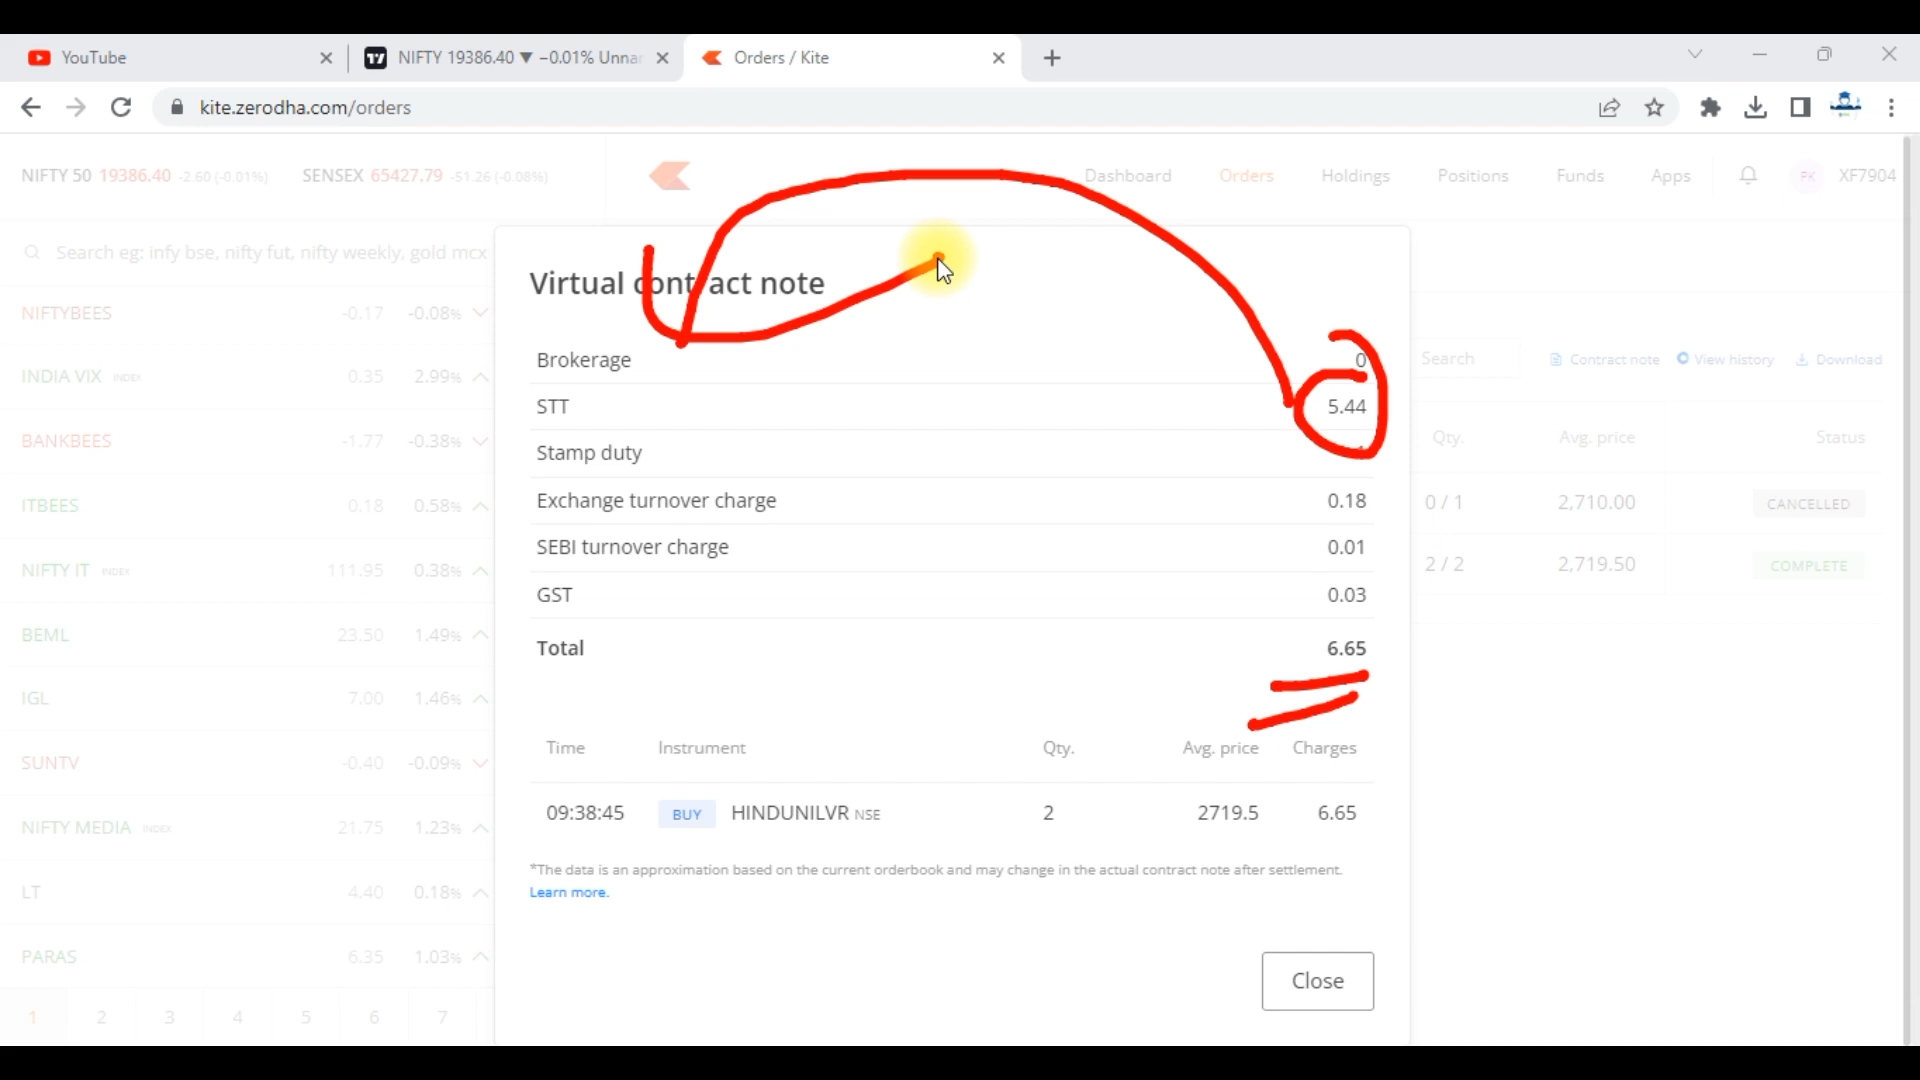 YouTube
NIFTY 19386.40 ▼ −0.01% Unna
Orders / Kite
kite.zerodha.com/orders
NIFTY 50 19386.40 -2.60 (-0.01%) SENSEX 65427.79 -51.26 (-0.08%)
Dashboard Orders Holdings Positions Funds Apps PK XF7904
Search eg: infy bse, nifty fut, nifty weekly, gold mcx
NIFTYBEES -0.17 -0.08%
INDIA VIX INDEX 0.35 2.99%
BANKBEES -1.77 -0.38%
ITBEES 0.18 0.58%
NIFTY IT INDEX 111.95 0.38%
BEML 23.50 1.49%
IGL 7.00 1.46%
SUNTV -0.40 -0.09%
NIFTY MEDIA INDEX 21.75 1.23%
LT 4.40 0.18%
PARAS 6.35 1.03%
1 2 3 4 5 6 7
Virtual contract note
Brokerage 0
STT 5.44
Stamp duty
Exchange turnover charge 0.18
SEBI turnover charge 0.01
GST 0.03
Total 6.65
Time Instrument Qty. Avg. price Charges
09:38:45 BUY HINDUNILVR NSE 2 2719.5 6.65
*The data is an approximation based on the current orderbook and may change in the actual contract note after settlement.
Learn more.
Close
Search Contract note View history Download
Qty. Avg. price Status
0 / 1 2,710.00 CANCELLED
2 / 2 2,719.50 COMPLETE